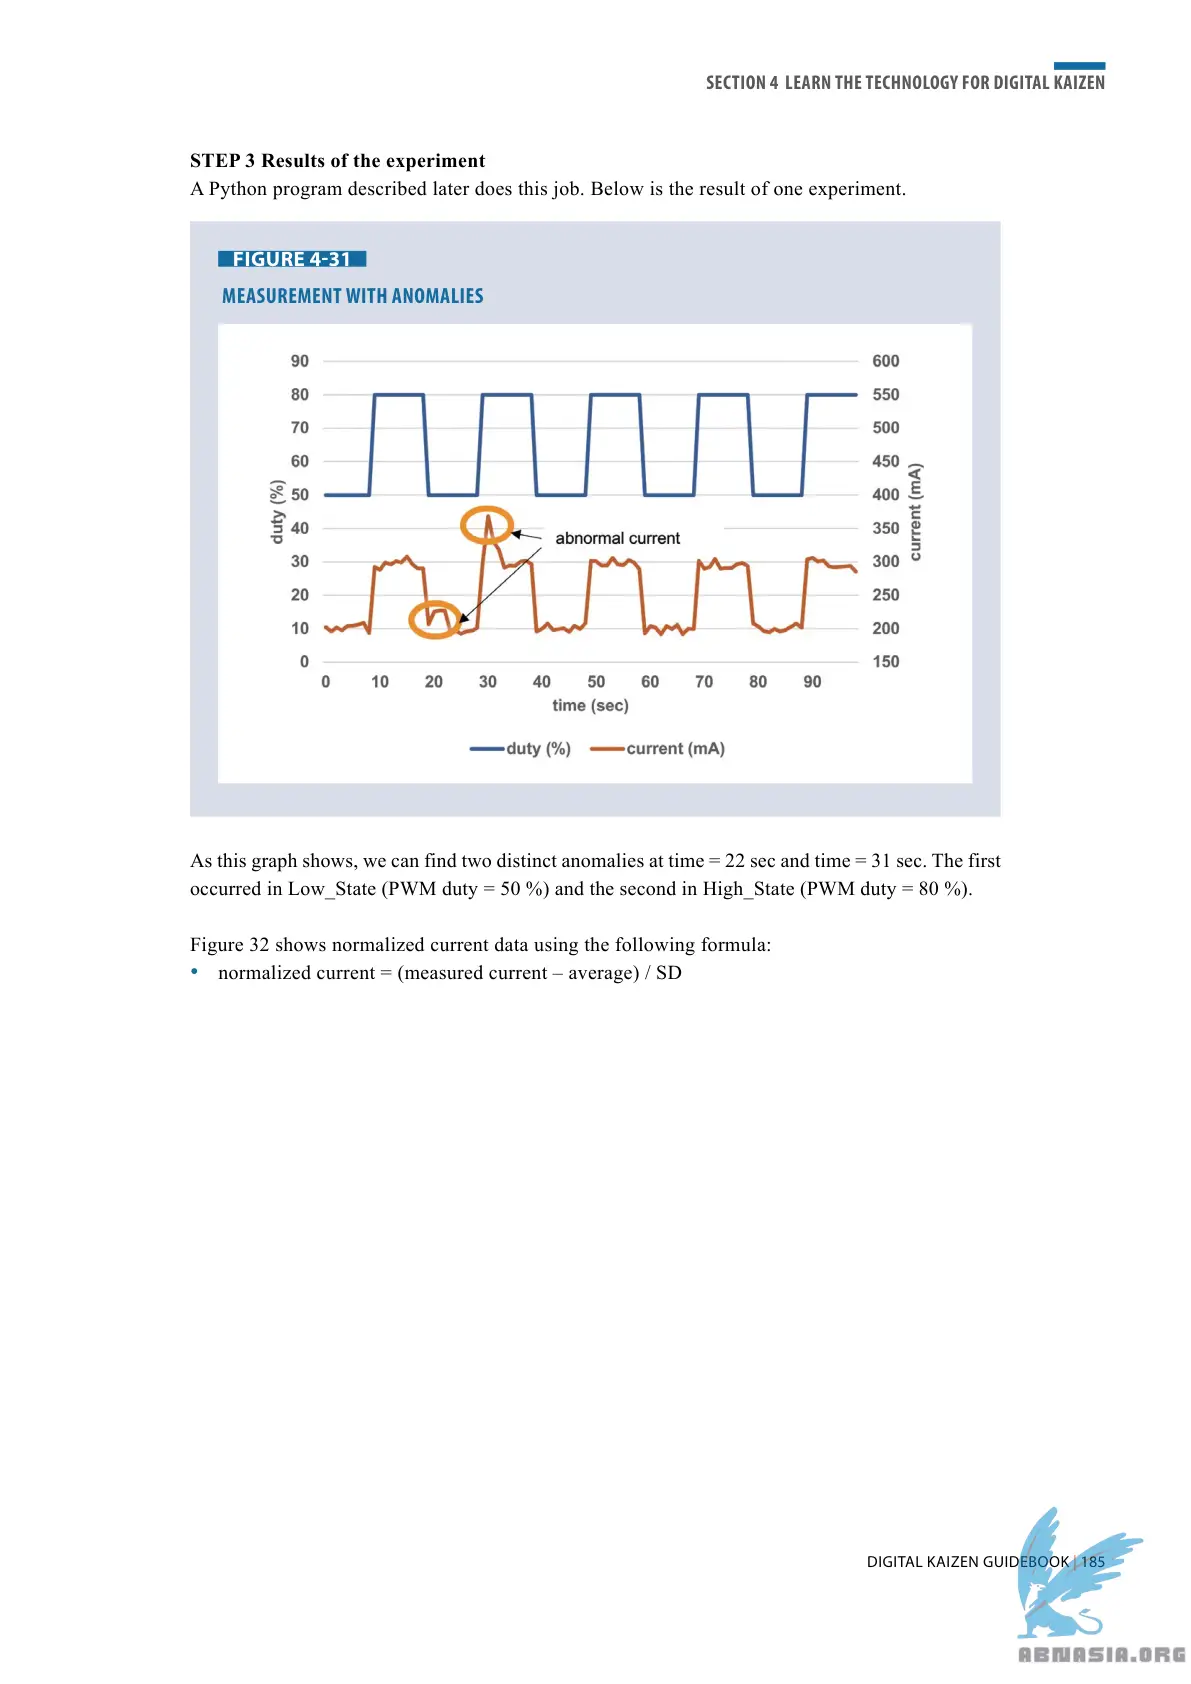 SECTION 4 LEARN THE TECHNOLOGY FOR DIGITAL KAIZEN
STEP 3 Results of the experiment
A Python program described later does this job. Below is the result of one experiment.
FIGURE 4-31
MEASUREMENT WITH ANOMALIES
90
80
70
60
50
40
30
20
10
0
duty (%)
600
550
500
450
400
350
300
250
200
150
current (mA)
abnormal current
0 10 20 30 40 50 60 70 80 90
time (sec)
duty (%) current (mA)
As this graph shows, we can find two distinct anomalies at time = 22 sec and time = 31 sec. The first
occurred in Low_State (PWM duty = 50 %) and the second in High_State (PWM duty = 80 %).
Figure 32 shows normalized current data using the following formula:
• normalized current = (measured current – average) / SD
DIGITAL KAIZEN GUIDEBOOK | 185
ABNASIA.ORG